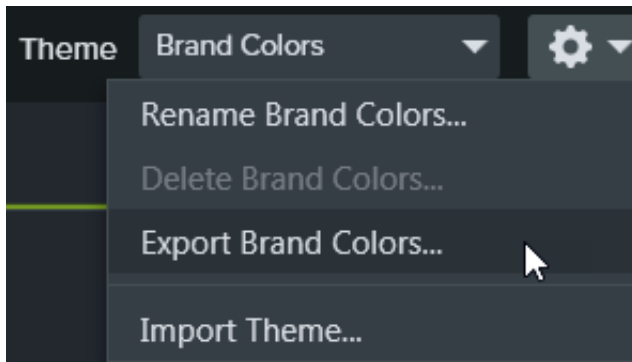 Theme Brand Colors
Rename Brand Colors...
Delete Brand Colors...
Export Brand Colors...
Import Theme...